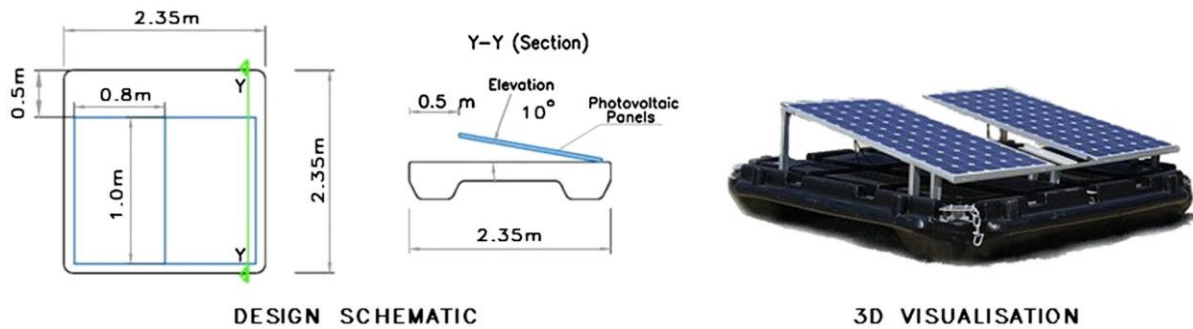 2.35m
Y
0.5m
0.8m
1.0m
2.35m
Y
Y-Y (Section)
0.5 m
Elevation
10°
Photovoltaic
Panels
2.35m
DESIGN SCHEMATIC
3D VISUALISATION